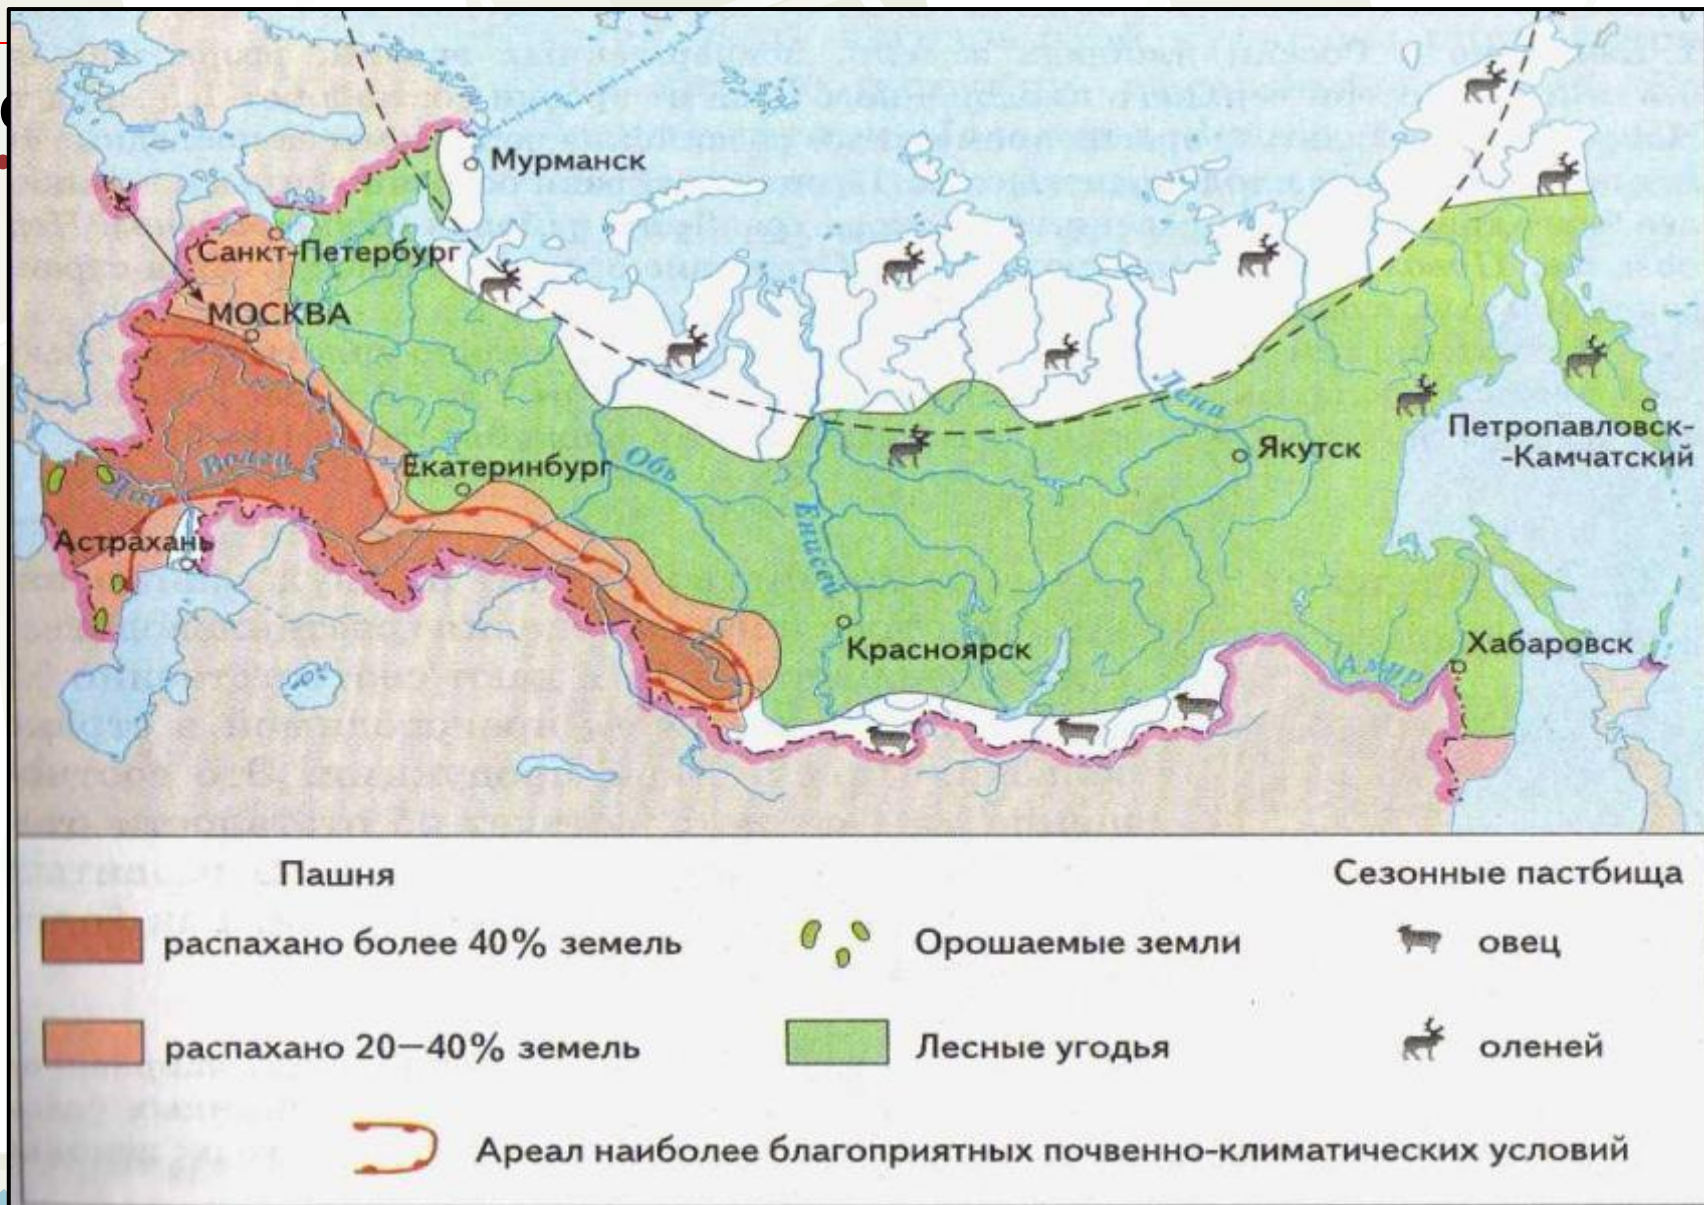 Мурманск
Санкт-Петербург
МОСКВА
Лена
Петропавловск-
-Камчатский
Якутск
Волга
Екатеринбург
Обь
Дон
Енисей
Астрахань
Красноярск
Хабаровск
Амур
Пашня
Сезонные пастбища
распахано более 40% земель
Орошаемые земли
овец
распахано 20—40% земель
Лесные угодья
оленей
Ареал наиболее благоприятных почвенно-климатических условий